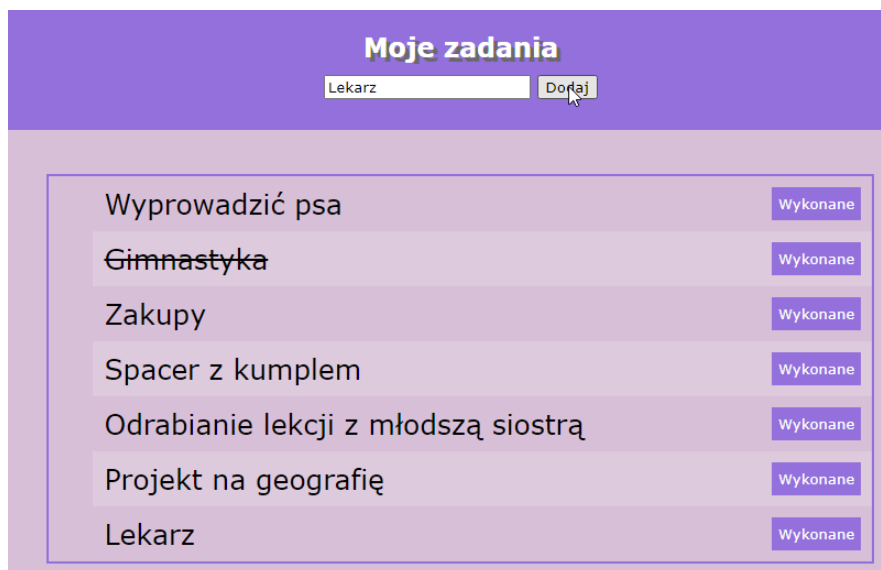 Moje zadania
Lekarz Dodaj
Wyprowadzić psa Wykonane
Gimnastyka Wykonane
Zakupy Wykonane
Spacer z kumplem Wykonane
Odrabianie lekcji z młodszą siostrą Wykonane
Projekt na geografię Wykonane
Lekarz Wykonane